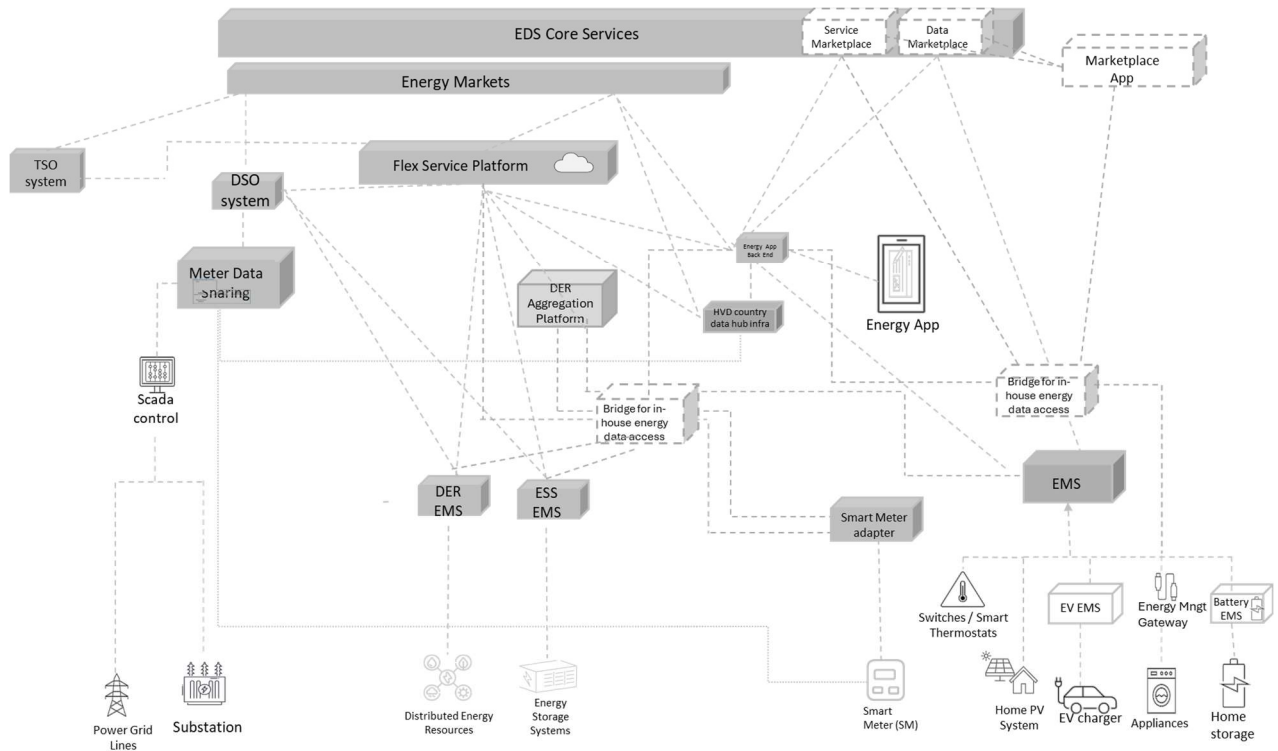 EDS Core Services
Service
Marketplace
Data
Marketplace
Marketplace
App
Energy Markets
TSO
system
Flex Service Platform
DSO
system
Meter Data
Sharing
Energy App
Back End
DER
Aggregation
Platform
HVD country
data hub infra
Energy App
Scada
control
Bridge for in-
house energy
data access
Bridge for in-
house energy
data access
DER
EMS
ESS
EMS
EMS
Smart Meter
adapter
Switches / Smart
Thermostats
EV EMS
Energy Mngt
Gateway
Battery
EMS
Power Grid
Lines
Substation
Distributed Energy
Resources
Energy
Storage
Systems
Smart
Meter (SM)
Home PV
System
EV charger
Appliances
Home
storage